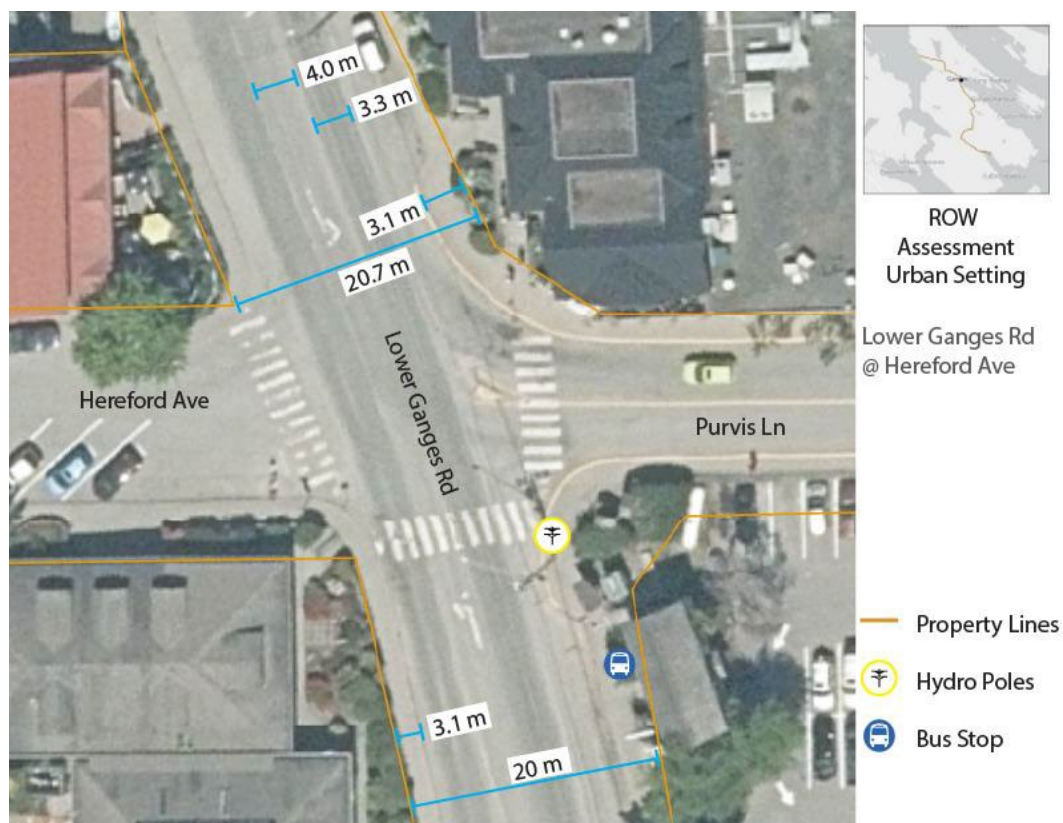 4.0 m
3.3 m
3.1 m
20.7 m
Lower Ganges Rd
Hereford Ave
Purvis Ln
3.1 m
20 m
ROW
Assessment
Urban Setting
Lower Ganges Rd
@ Hereford Ave
Property Lines
Hydro Poles
Bus Stop